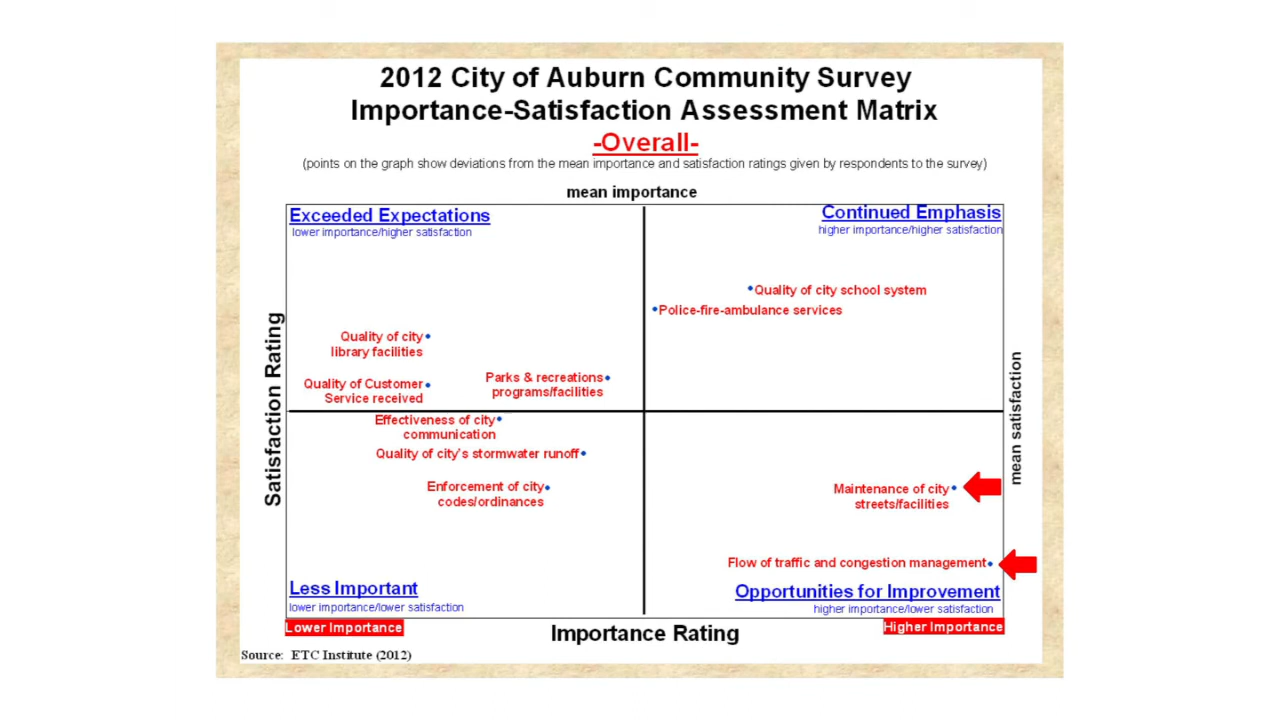 2012 City of Auburn Community Survey
Importance-Satisfaction Assessment Matrix
-Overall-
(points on the graph show deviations from the mean importance and satisfaction ratings given by respondents to the survey)
mean importance
Exceeded Expectations
lower importance/higher satisfaction
Continued Emphasis
higher importance/higher satisfaction
Quality of city school system
Police-fire-ambulance services
Quality of city
library facilities
Parks & recreations
programs/facilities
Quality of Customer
Service received
Satisfaction Rating
mean satisfaction
Effectiveness of city
communication
Quality of city's stormwater runoff
Enforcement of city
codes/ordinances
Maintenance of city
streets/facilities
Flow of traffic and congestion management
Less Important
lower importance/lower satisfaction
Opportunities for Improvement
higher importance/lower satisfaction
Lower Importance
Importance Rating
Higher Importance
Source: ETC Institute (2012)